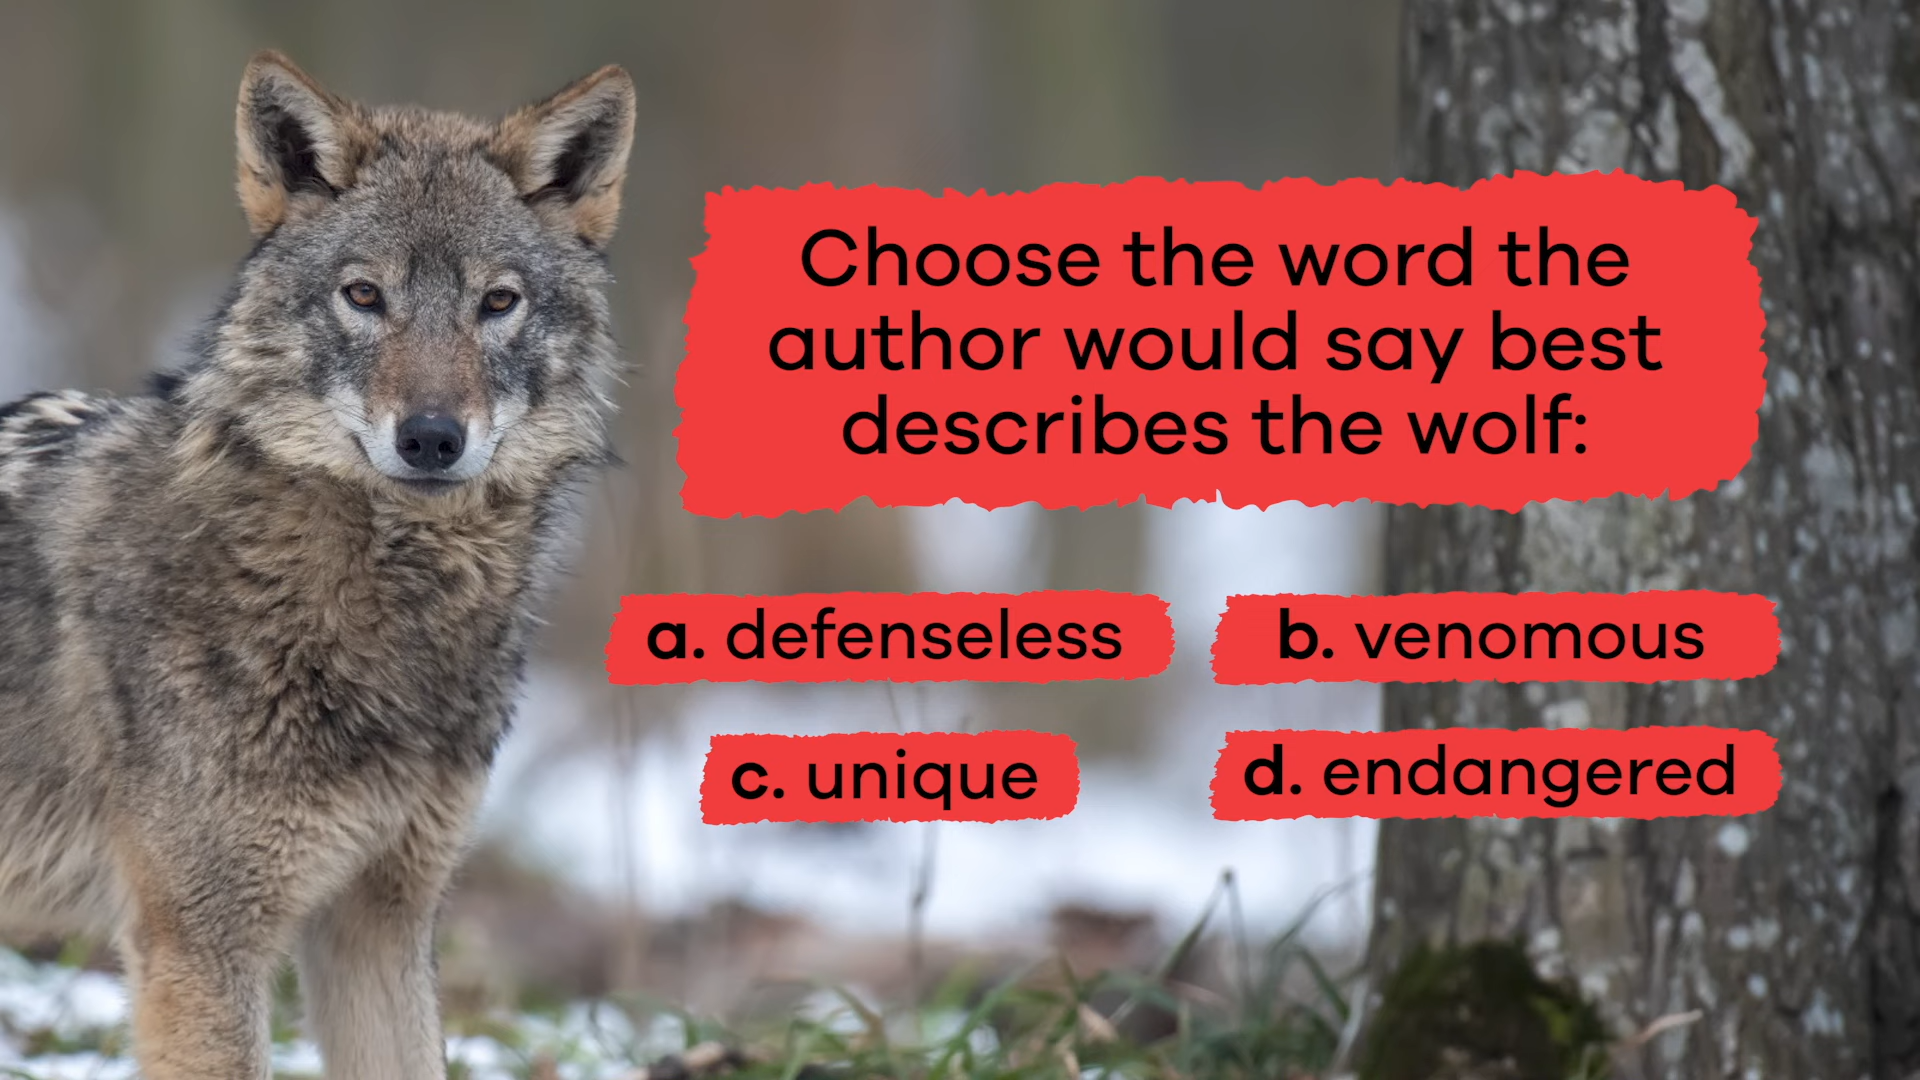 Choose the word the
author would say best
describes the wolf:
a. defenseless
b. venomous
c. unique
d. endangered